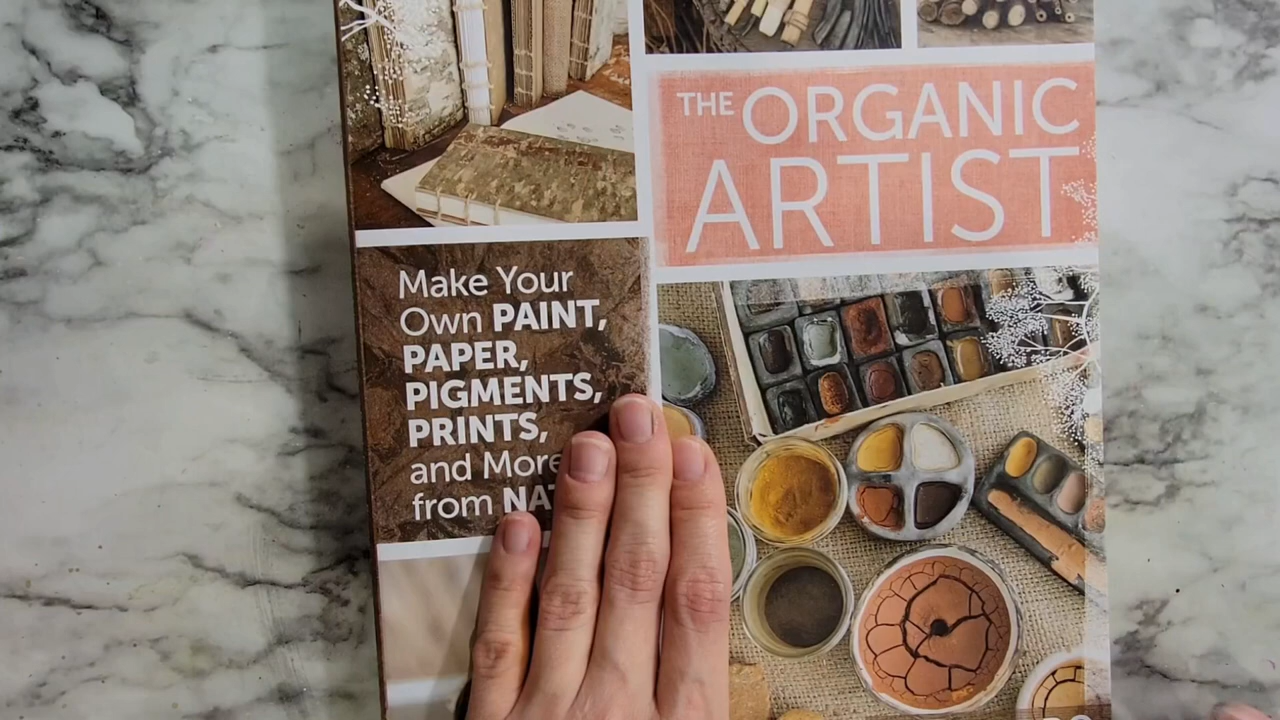 THE ORGANIC
ARTIST
Make Your
Own PAINT,
PAPER,
PIGMENTS,
PRINTS,
and More
from